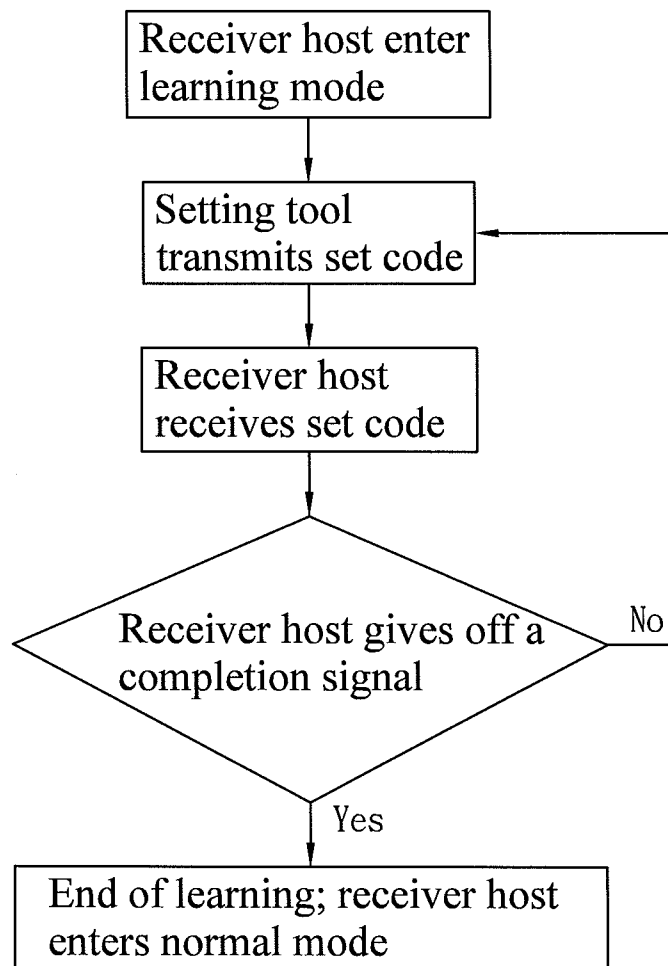 Receiver host enter
learning mode
Setting tool
transmits set code
Receiver host
receives set code
Receiver host gives off a
completion signal
No
Yes
End of learning; receiver host
enters normal mode